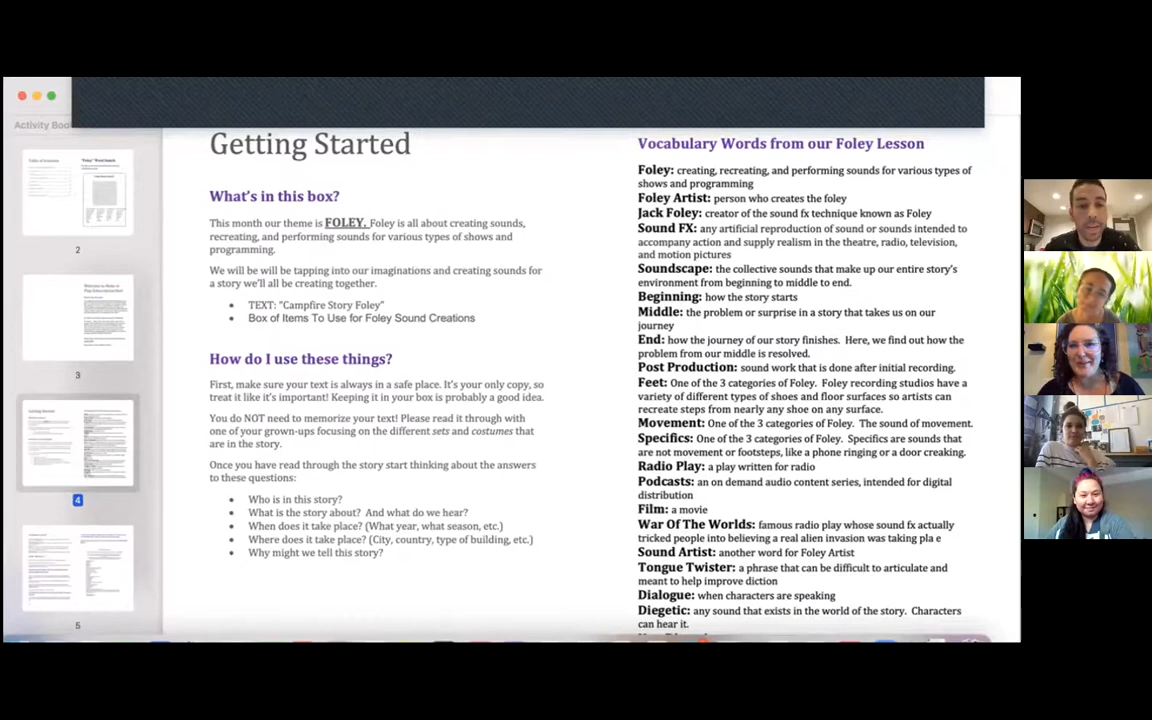 Activity Boo
2
3
4
5
Getting Started
What's in this box?
This month our theme is FOLEY. Foley is all about creating sounds,
recreating, and performing sounds for various types of shows and
programming.
We will be will be tapping into our imaginations and creating sounds for
a story we'll all be creating together.
• TEXT: "Campfire Story Foley"
• Box of Items To Use for Foley Sound Creations
How do I use these things?
First, make sure your text is always in a safe place. It's your only copy, so
treat it like it's important! Keeping it in your box is probably a good idea.
You do NOT need to memorize your text! Please read it through with
one of your grown-ups focusing on the different sets and costumes that
are in the story.
Once you have read through the story start thinking about the answers
to these questions:
• Who is in this story?
• What is the story about? And what do we hear?
• When does it take place? (What year, what season, etc.)
• Where does it take place? (City, country, type of building, etc.)
• Why might we tell this story?
Vocabulary Words from our Foley Lesson
Foley: creating, recreating, and performing sounds for various types of
shows and programming
Foley Artist: person who creates the foley
Jack Foley: creator of the sound fx technique known as Foley
Sound FX: any artificial reproduction of sound or sounds intended to
accompany action and supply realism in the theatre, radio, television,
and motion pictures
Soundscape: the collective sounds that make up our entire story's
environment from beginning to middle to end.
Beginning: how the story starts
Middle: the problem or surprise in a story that takes us on our
journey
End: how the journey of our story finishes. Here, we find out how the
problem from our middle is resolved.
Post Production: sound work that is done after initial recording.
Feet: One of the 3 categories of Foley. Foley recording studios have a
variety of different types of shoes and floor surfaces so artists can
recreate steps from nearly any shoe on any surface.
Movement: One of the 3 categories of Foley. The sound of movement.
Specifics: One of the 3 categories of Foley. Specifics are sounds that
are not movement or footsteps, like a phone ringing or a door creaking.
Radio Play: a play written for radio
Podcasts: an on demand audio content series, intended for digital
distribution
Film: a movie
War Of The Worlds: famous radio play whose sound fx actually
tricked people into believing a real alien invasion was taking pla e
Sound Artist: another word for Foley Artist
Tongue Twister: a phrase that can be difficult to articulate and
meant to help improve diction
Dialogue: when characters are speaking
Diegetic: any sound that exists in the world of the story. Characters
can hear it.